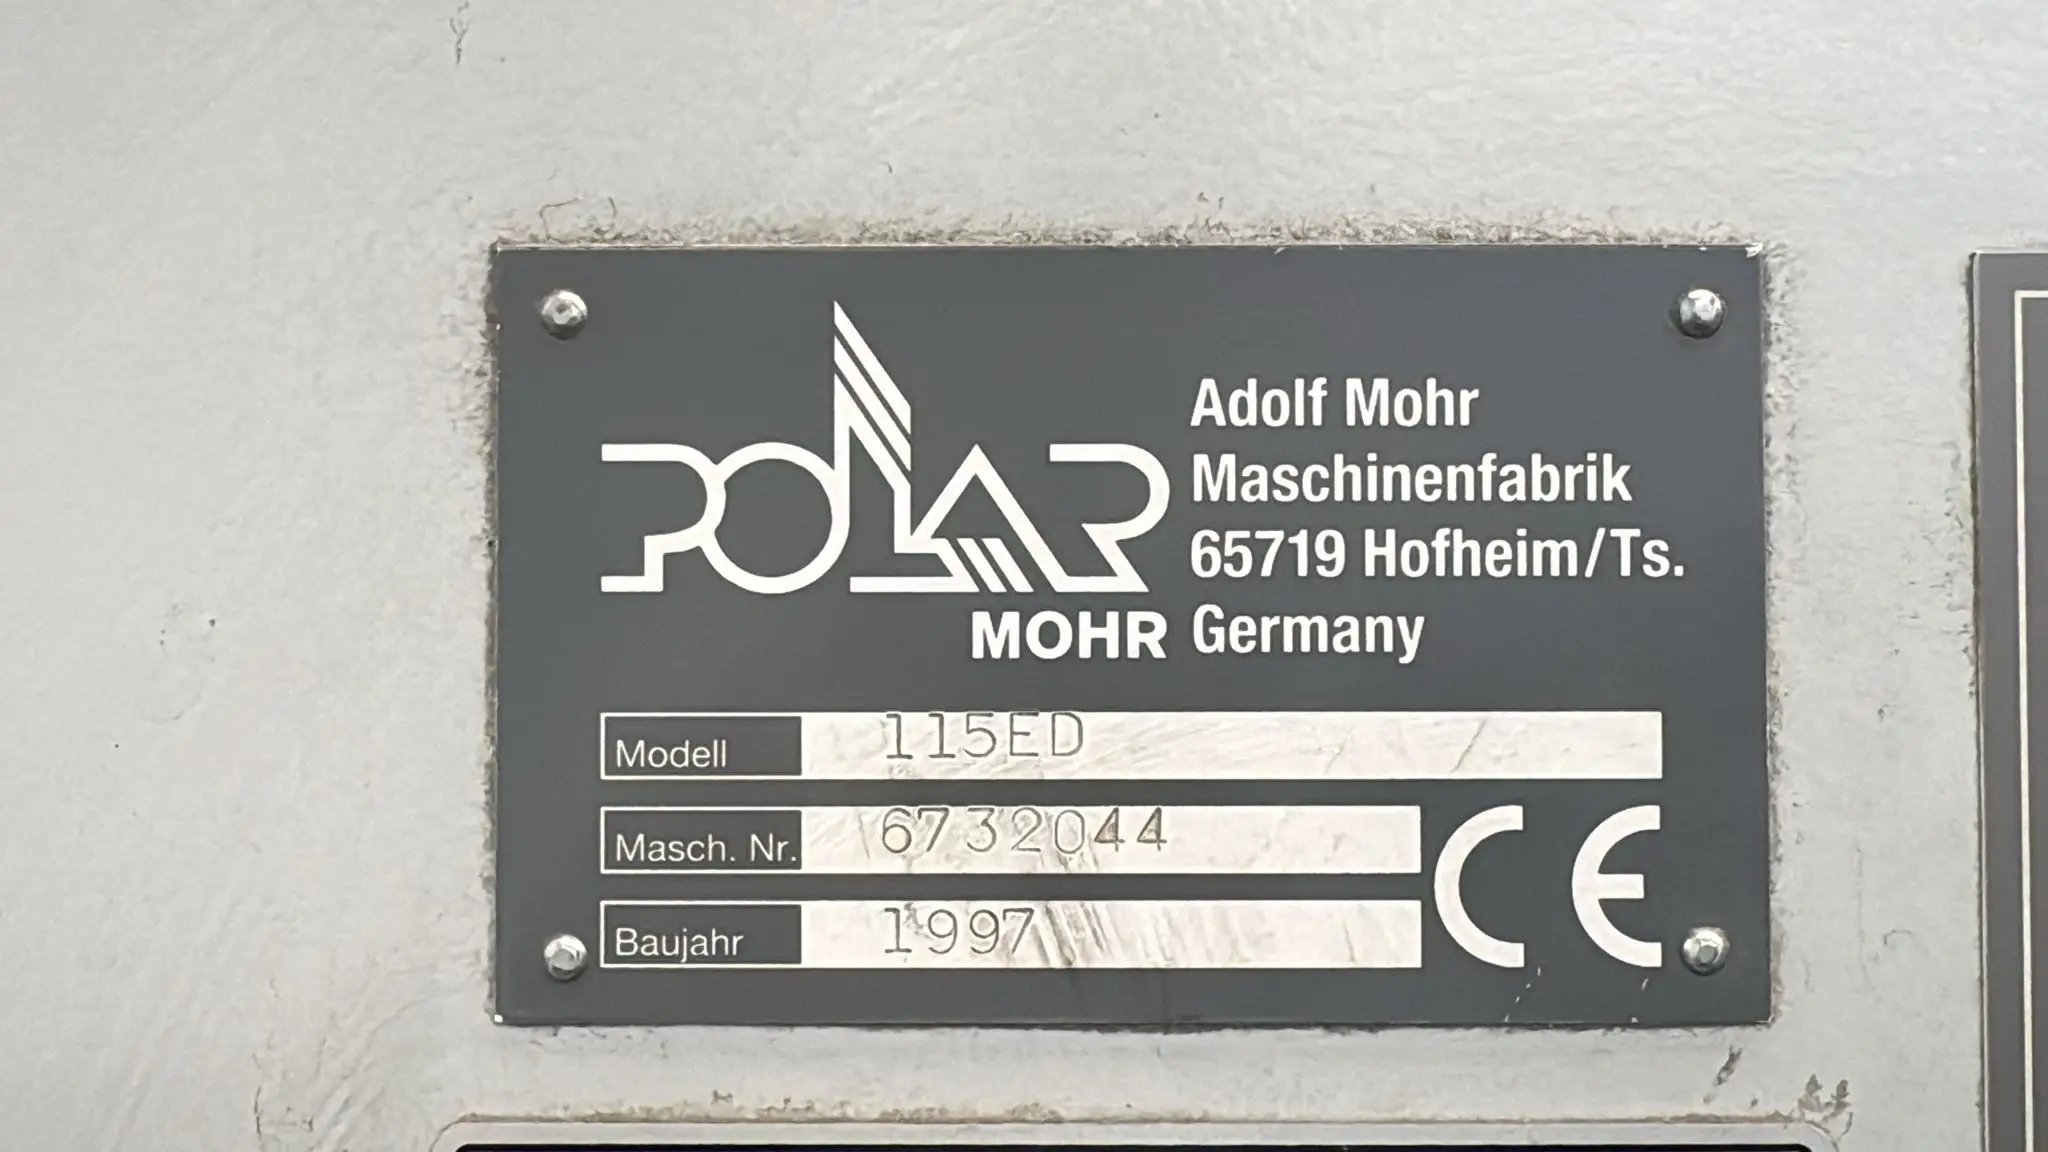 POLAR
MOHR
Adolf Mohr
Maschinenfabrik
65719 Hofheim/Ts.
Germany
Modell 115ED
Masch. Nr. 6732044
Baujahr 1997
CE